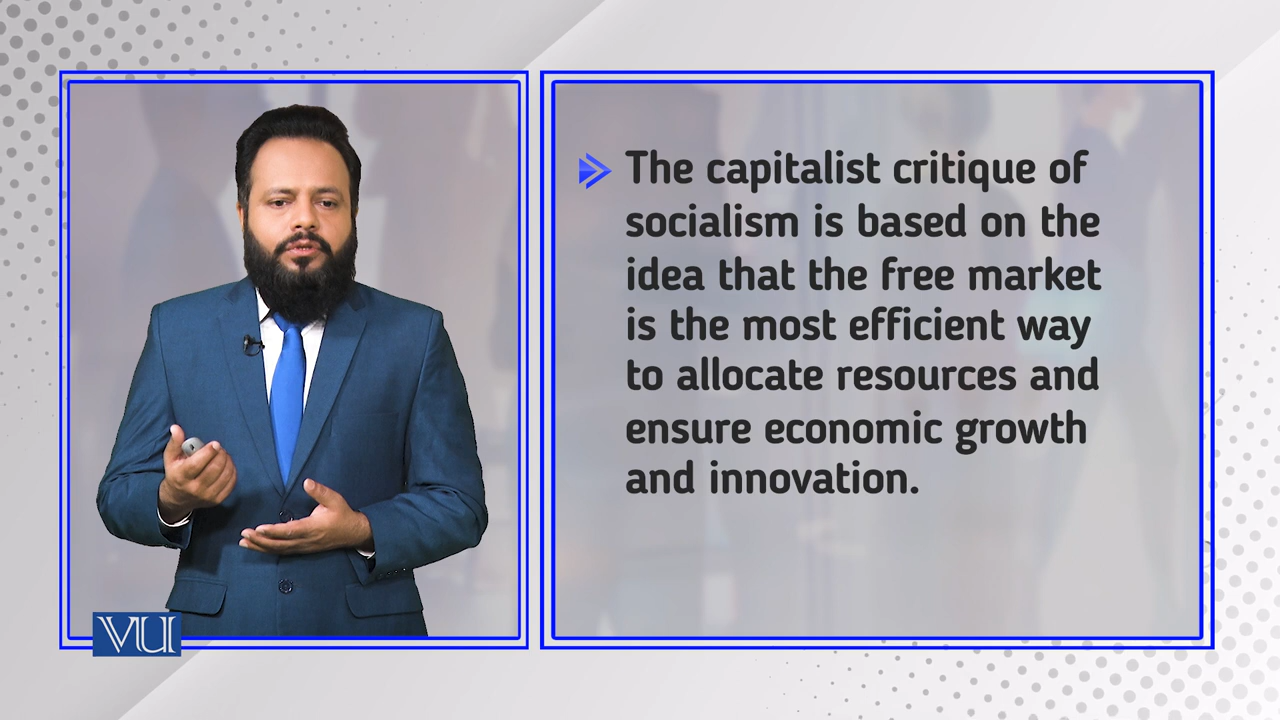 The capitalist critique of
socialism is based on the
idea that the free market
is the most efficient way
to allocate resources and
ensure economic growth
and innovation.
VU